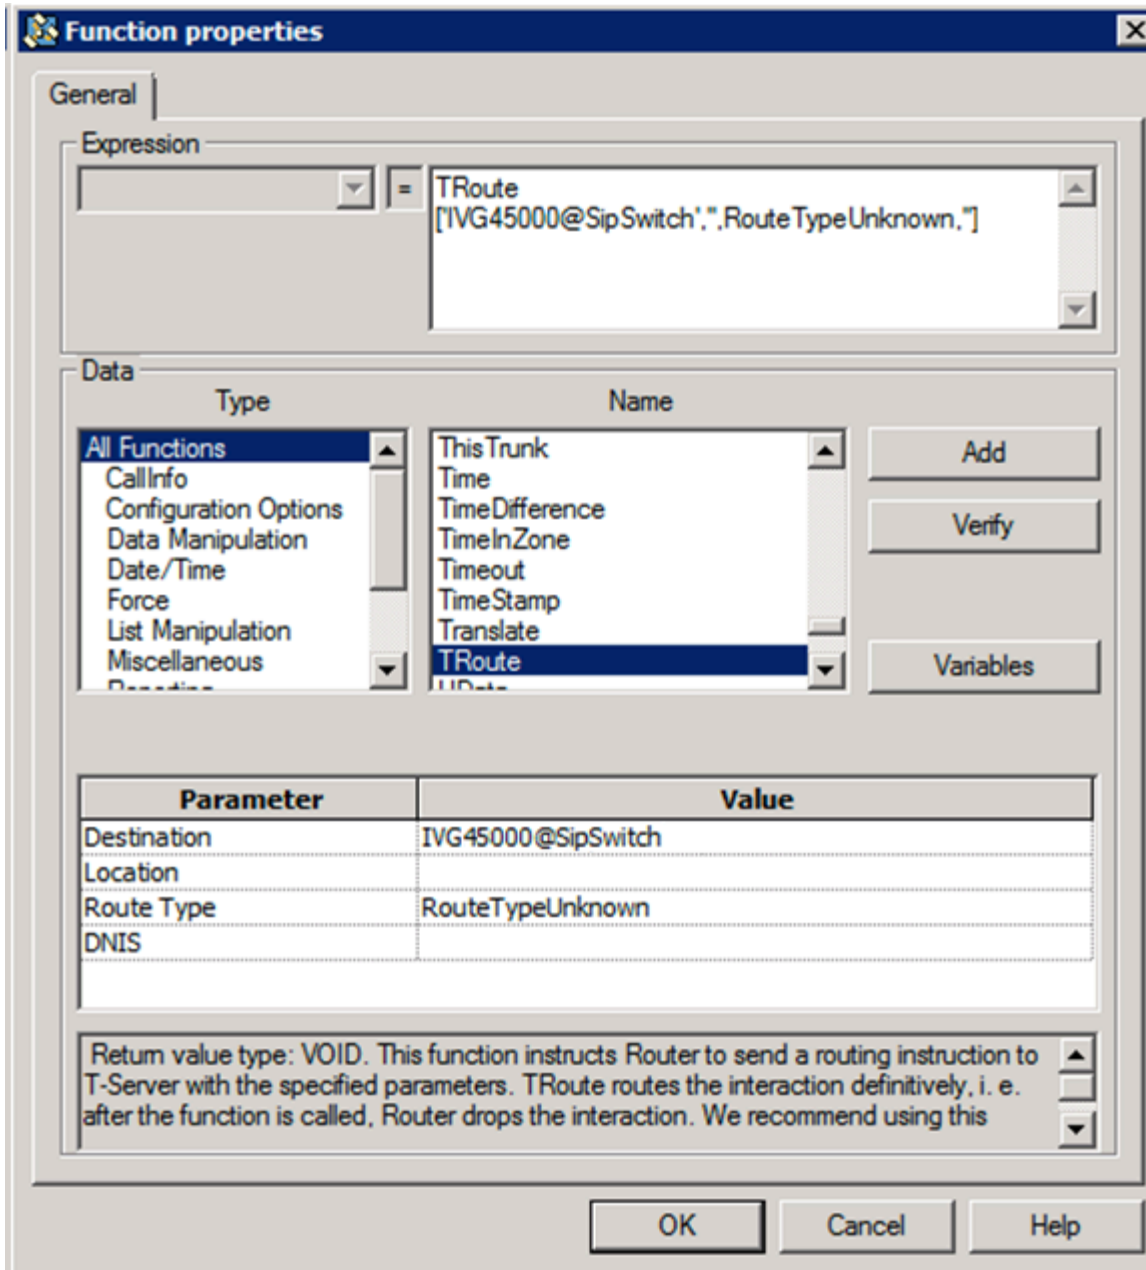 Function properties
General
Expression
=
TRoute
['IVG45000@SipSwitch','',RouteTypeUnknown,'']
Data
Type
Name
All Functions
CallInfo
Configuration Options
Data Manipulation
Date/Time
Force
List Manipulation
Miscellaneous
ThisTrunk
Time
TimeDifference
TimeInZone
Timeout
TimeStamp
Translate
TRoute
Add
Verify
Variables
Parameter Value
Destination IVG45000@SipSwitch
Location
Route Type RouteTypeUnknown
DNIS
Return value type: VOID. This function instructs Router to send a routing instruction to
T-Server with the specified parameters. TRoute routes the interaction definitively, i. e.
after the function is called, Router drops the interaction. We recommend using this
OK
Cancel
Help